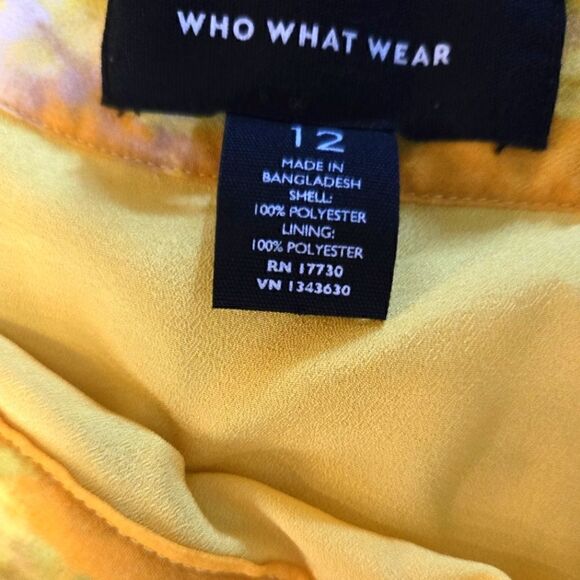 WHO WHAT WEAR
12
MADE IN
BANGLADESH
SHELL:
100% POLYESTER
LINING:
100% POLYESTER
RN 17730
VN 1343630